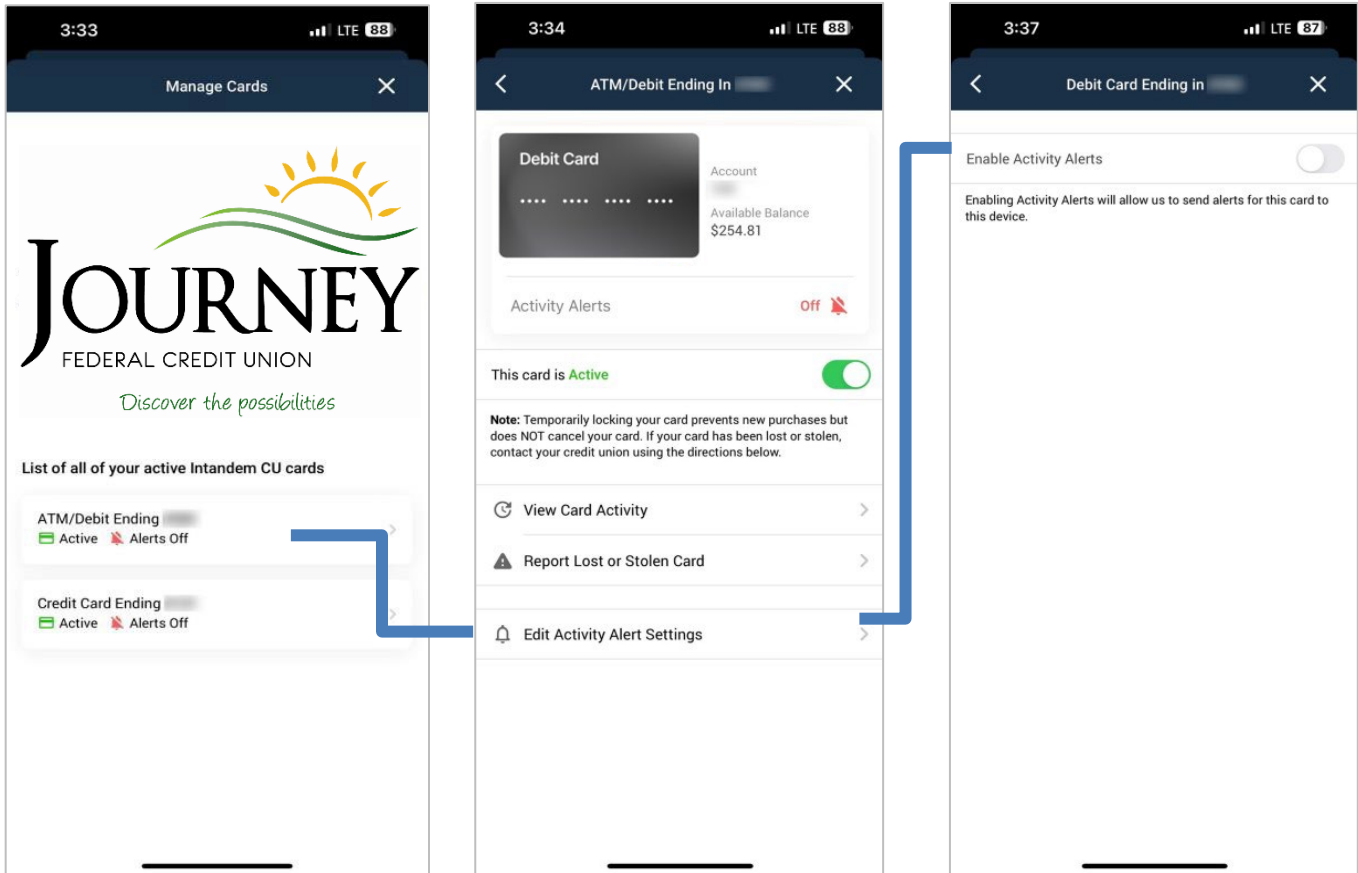 3:33
LTE 88
Manage Cards
JOURNEY
FEDERAL CREDIT UNION
Discover the possibilities
List of all of your active Intandem CU cards
ATM/Debit Ending
Active Alerts Off
Credit Card Ending
Active Alerts Off
3:34
LTE 88
ATM/Debit Ending In
Debit Card
.... .... .... ....
Account
Available Balance
$254.81
Activity Alerts
Off
This card is Active
Note: Temporarily locking your card prevents new purchases but
does NOT cancel your card. If your card has been lost or stolen,
contact your credit union using the directions below.
View Card Activity
Report Lost or Stolen Card
Edit Activity Alert Settings
3:37
LTE 87
Debit Card Ending in
Enable Activity Alerts
Enabling Activity Alerts will allow us to send alerts for this card to
this device.